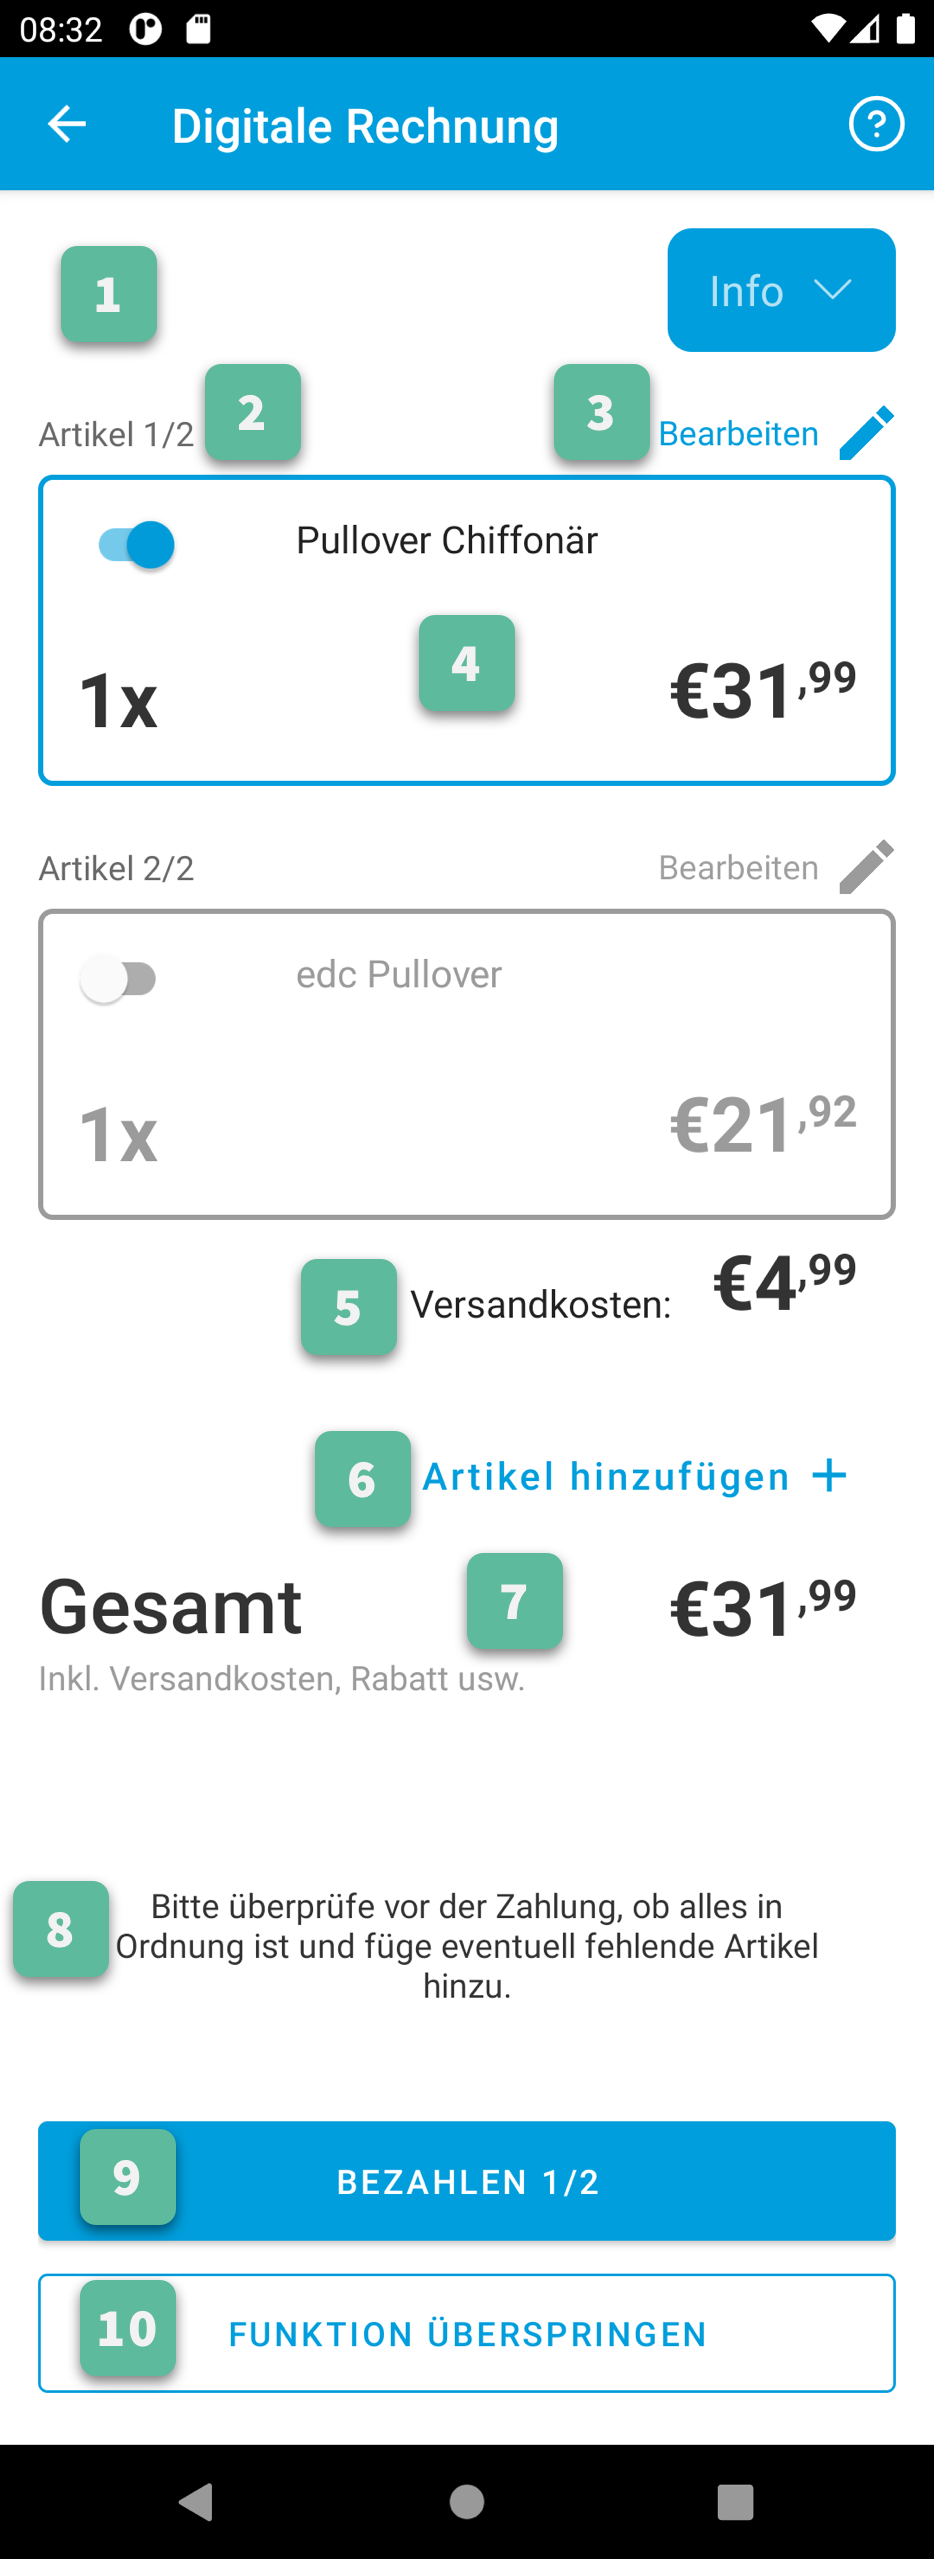 08:32
Digitale Rechnung ?
1 Info
Artikel 1/2 2 3 Bearbeiten
Pullover Chiffonär
4
1x €31,99
Artikel 2/2 Bearbeiten
edc Pullover
1x €21,92
5 Versandkosten: €4,99
6 Artikel hinzufügen +
Gesamt 7 €31,99
Inkl. Versandkosten, Rabatt usw.
8 Bitte überprüfe vor der Zahlung, ob alles in
Ordnung ist und füge eventuell fehlende Artikel
hinzu.
9 BEZAHLEN 1/2
10 FUNKTION ÜBERSPRINGEN